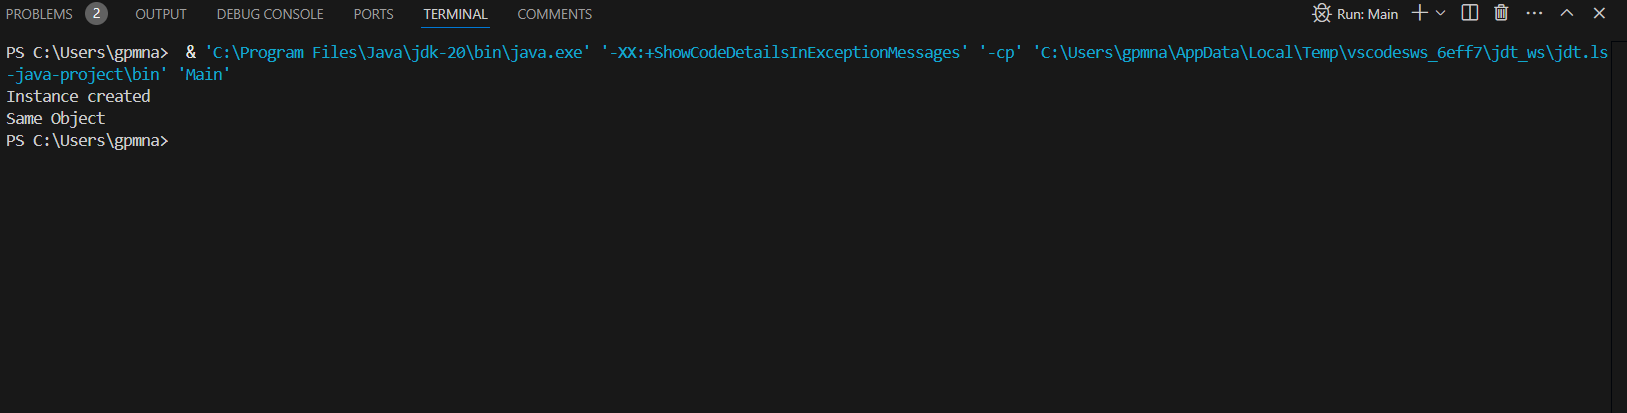 PROBLEMS 2 OUTPUT DEBUG CONSOLE PORTS TERMINAL COMMENTS Run: Main
PS C:\Users\gpmna>  & 'C:\Program Files\Java\jdk-20\bin\java.exe' '-XX:+ShowCodeDetailsInExceptionMessages' '-cp' 'C:\Users\gpmna\AppData\Local\Temp\vscodesws_6eff7\jdt_ws\jdt.ls
-java-project\bin' 'Main'
Instance created
Same Object
PS C:\Users\gpmna>